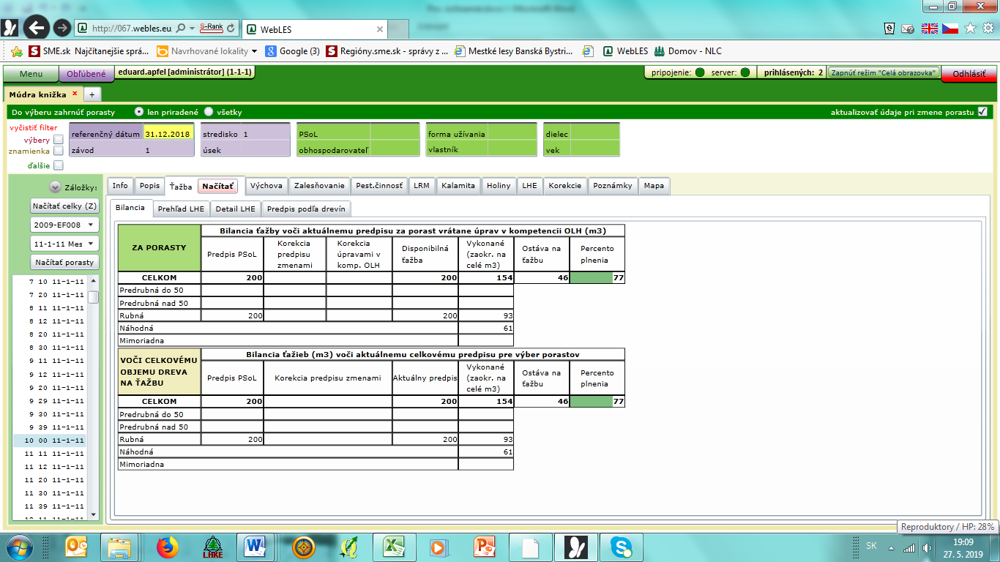 http://067.webles.eu
S-Rank
WebLES
SME.sk Najčítanejšie sprá...
Navrhované lokality
Google (3)
Regióny.sme.sk - správy z ...
Mestké lesy Banská Bystri...
WebLES
Domov - NLC
Menu
Obľúbené
eduard.apfel [administrátor] (1-1-1)
pripojenie:
server:
prihlásených: 2
Zapnúť režim "Celá obrazovka"
Odhlásiť
Múdra knižka
+
Do výberu zahrnúť porasty
len priradené
všetky
aktualizovať údaje pri zmene porastu
vyčistiť filter
výbery
znamienka
ďalšie
referenčný dátum 31.12.2018
závod 1
stredisko 1
úsek
PSoL
obhospodarovateľ
forma užívania
vlastník
dielec
vek
Záložky:
Načítať celky (Z)
2009-EF008
11-1-11 Mes
Načítať porasty
7 10 11-1-11
7 20 11-1-11
8 11 11-1-11
8 12 11-1-11
8 20 11-1-11
8 30 11-1-11
9 11 11-1-11
9 12 11-1-11
9 20 11-1-11
9 29 11-1-11
9 30 11-1-11
9 39 11-1-11
10 00 11-1-11
11 11 11-1-11
11 12 11-1-11
11 20 11-1-11
11 30 11-1-11
11 39 11-1-11
Info
Popis
Ťažba
Načítať
Výchova
Zalesňovanie
Pest.činnosť
LRM
Kalamita
Holiny
LHE
Korekcie
Poznámky
Mapa
Bilancia
Prehľad LHE
Detail LHE
Predpis podľa drevín
ZA PORASTY
Bilancia ťažby voči aktuálnemu predpisu za porast vrátane úprav v kompetencii OLH (m3)
Predpis PSoL
Korekcia
predpisu
zmenami
Korekcia
úpravami v
komp. OLH
Disponibilná
ťažba
Vykonané
(zaokr. na
celé m3)
Ostáva na
ťažbu
Percento
plnenia
CELKOM 200 200 154 46 77
Predrubná do 50
Predrubná nad 50
Rubná 200 200 93
Náhodná 61
Mimoriadna
VOČI CELKOVÉMU
OBJEMU DREVA
NA ŤAŽBU
Bilancia ťažieb (m3) voči aktuálnemu celkovému predpisu pre výber porastov
Predpis PSoL
Korekcia predpisu zmenami
Aktuálny predpis
Vykonané
(zaokr. na
celé m3)
Ostáva na
ťažbu
Percento
plnenia
CELKOM 200 200 154 46 77
Predrubná do 50
Predrubná nad 50
Rubná 200 200 93
Náhodná 61
Mimoriadna
Reproduktory / HP: 28%
LAKE
SK
19:09
27. 5. 2019